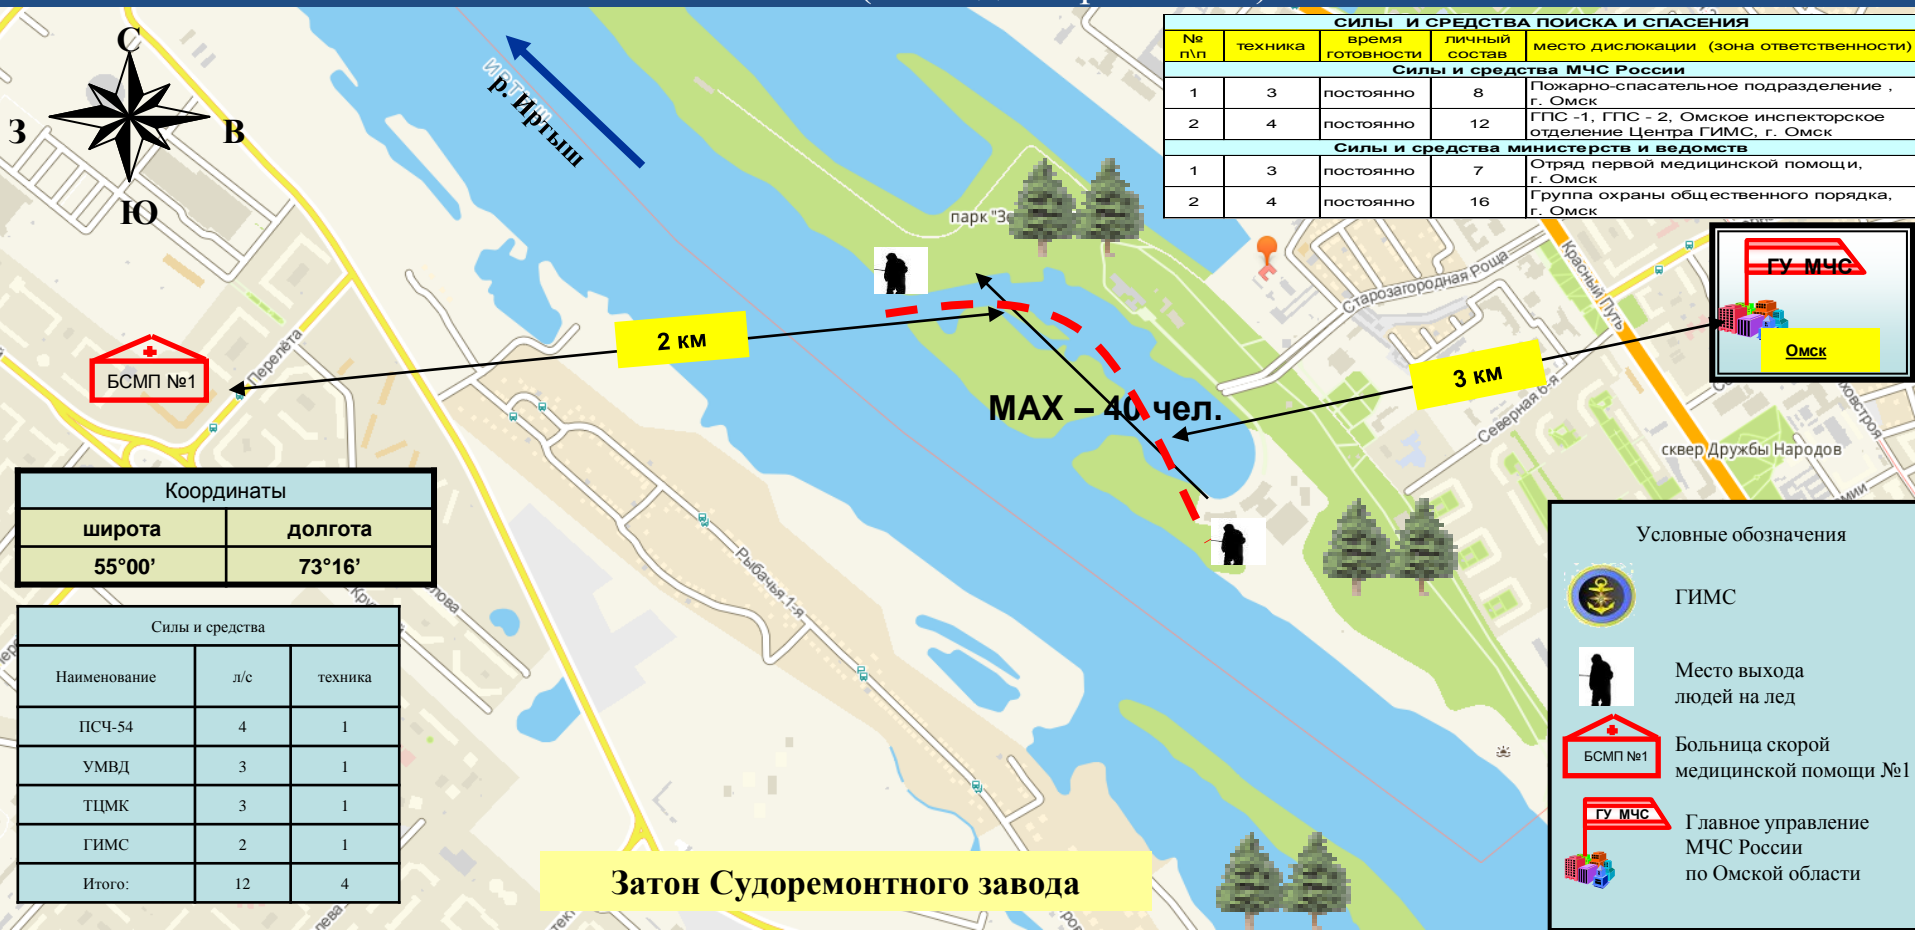 СИЛЫ И СРЕДСТВА ПОИСКА И СПАСЕНИЯ
№ п\п техника время готовности личный состав место дислокации (зона ответственности)
Силы и средства МЧС России
1 3 постоянно 8 Пожарно-спасательное подразделение , г. Омск
2 4 постоянно 12 ГПС -1, ГПС - 2, Омское инспекторское отделение Центра ГИМС, г. Омск
Силы и средства министерств и ведомств
1 3 постоянно 7 Отряд первой медицинской помощи, г. Омск
2 4 постоянно 16 Группа охраны общественного порядка, г. Омск
С
З
В
Ю
ИРТЫШ
р. Иртыш
парк
Старозагородная Роща
Красный Путь
ГУ МЧС
Омск
БСМП №1
Перелёта
2 км
3 км
МАХ – 40 чел.
Северная 6-я
сквер Дружбы Народов
Координаты
широта долгота
55°00’ 73°16’
Рыбачья 1-я
Силы и средства
Наименование л/с техника
ПСЧ-54 4 1
УМВД 3 1
ТЦМК 3 1
ГИМС 2 1
Итого: 12 4
Затон Судоремонтного завода
Условные обозначения
ГИМС
Место выхода
людей на лед
БСМП №1
Больница скорой
медицинской помощи №1
ГУ МЧС
Главное управление
МЧС России
по Омской области